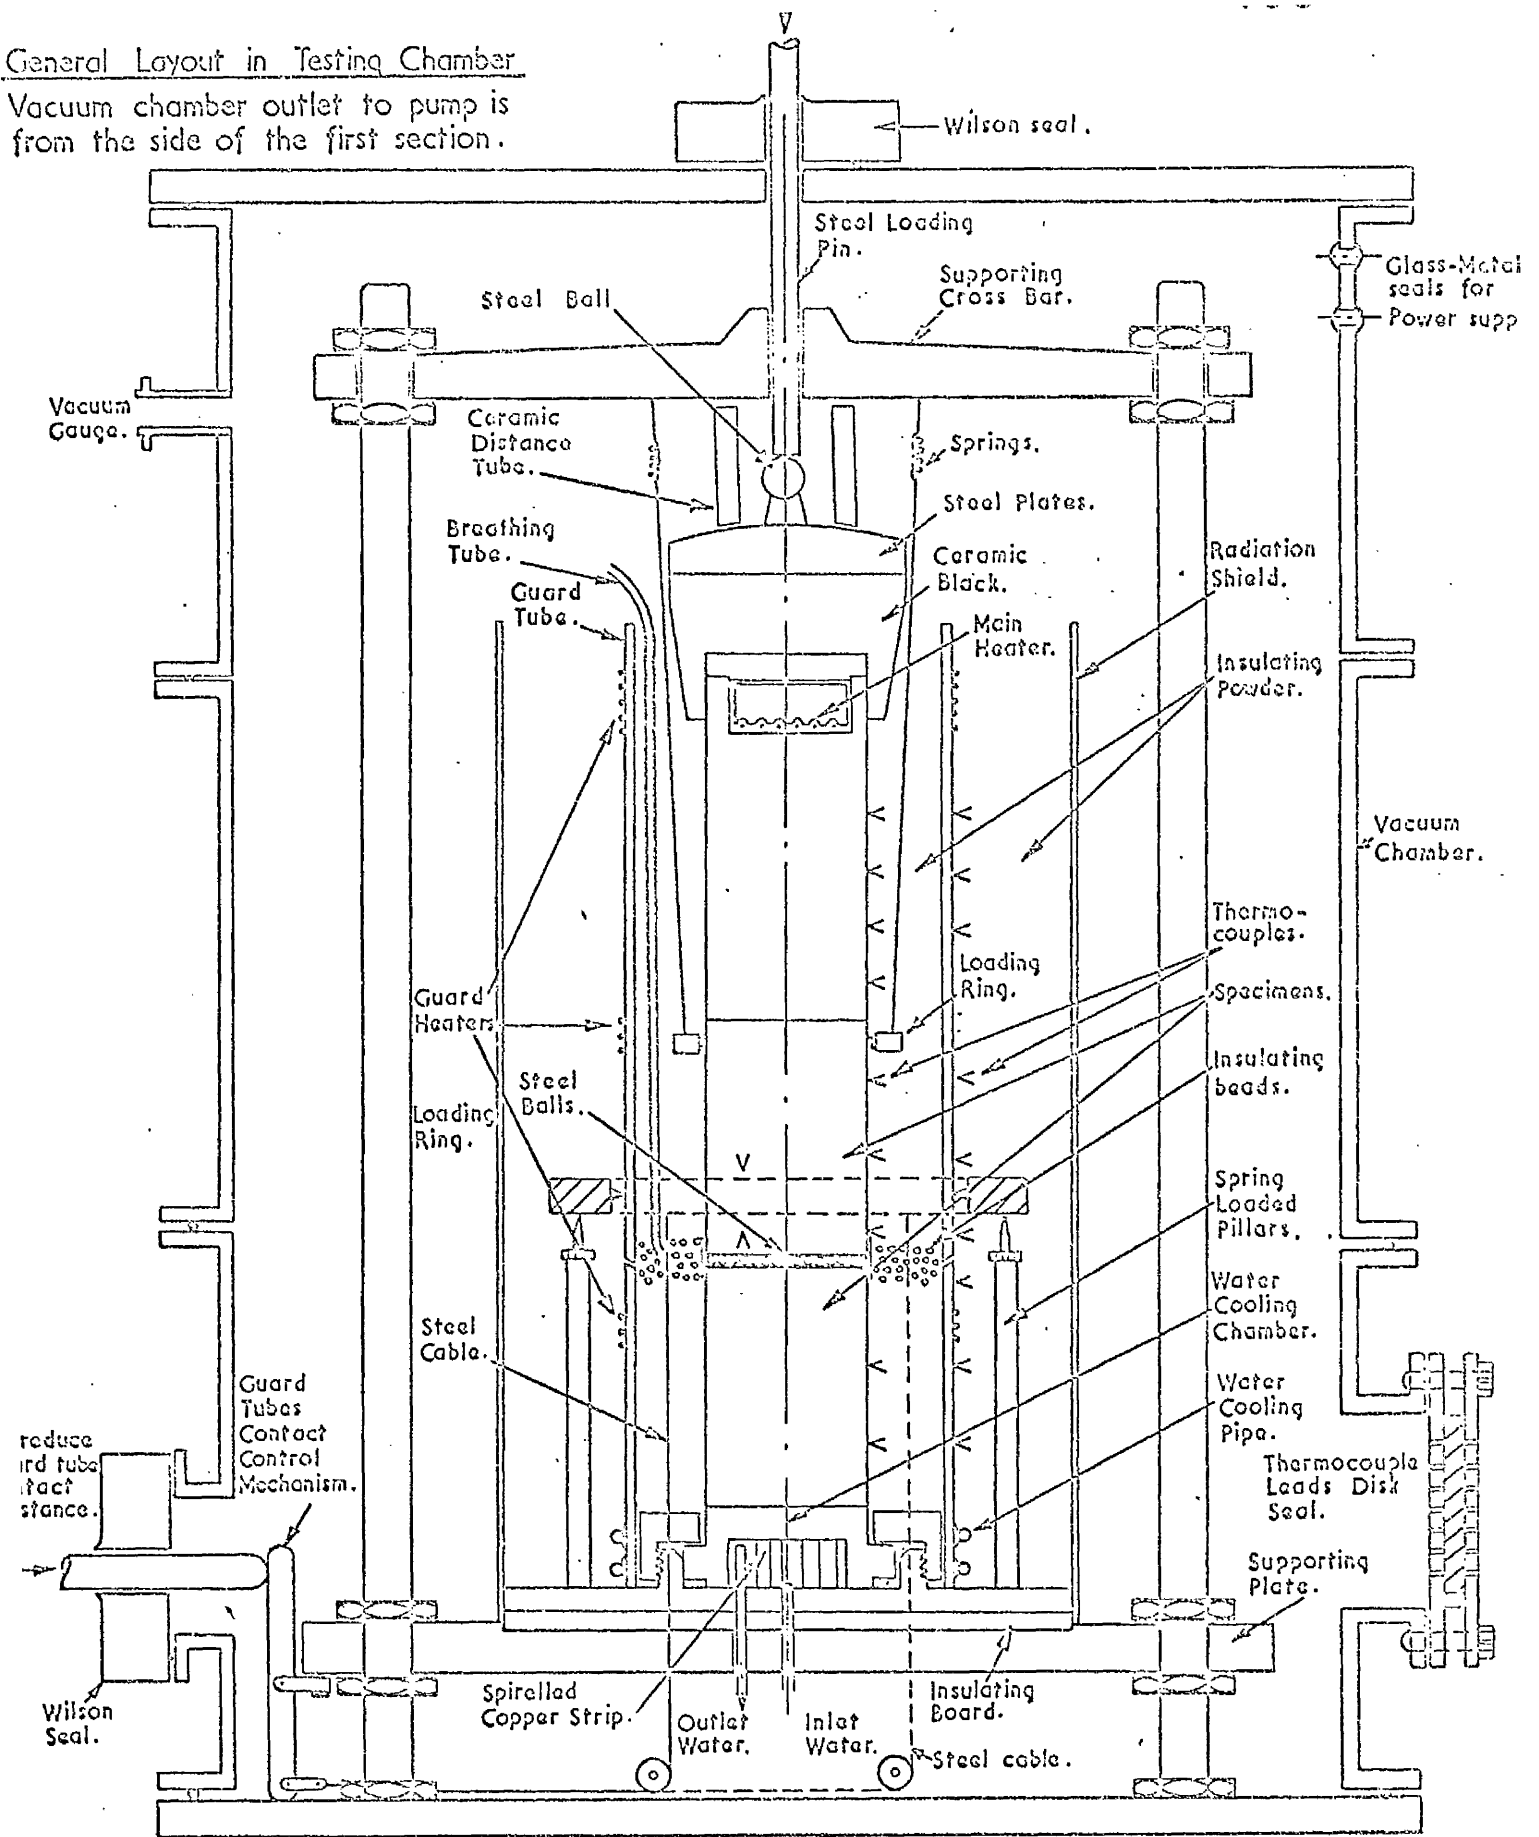 General Layout in Testing Chamber
Vacuum chamber outlet to pump is
from the side of the first section.
Wilson seal.
Steel Loading
Pin.
Supporting
Cross Bar.
Glass-Metal
seals for
Power supp
Steel Ball
Vacuum
Gauge.
Ceramic
Distance
Tube.
Springs.
Steel Plates.
Breathing
Tube.
Ceramic
Block.
Radiation
Shield.
Guard
Tube.
Main
Heater.
Insulating
Powder.
Vacuum
Chamber.
Thermo-
couples.
Loading
Ring.
Specimens.
Guard
Heaters
Insulating
beads.
Steel
Balls.
Loading
Ring.
Spring
Loaded
Pillars.
Water
Cooling
Chamber.
Steel
Cable.
Guard
Tubes
Contact
Control
Mechanism.
Water
Cooling
Pipe.
reduce
rd tube
tact
stance.
Thermocouple
Leads Disk
Seal.
Supporting
Plate.
Wilson
Seal.
Spiralled
Copper Strip.
Outlet
Water.
Inlet
Water.
Insulating
Board.
Steel cable.